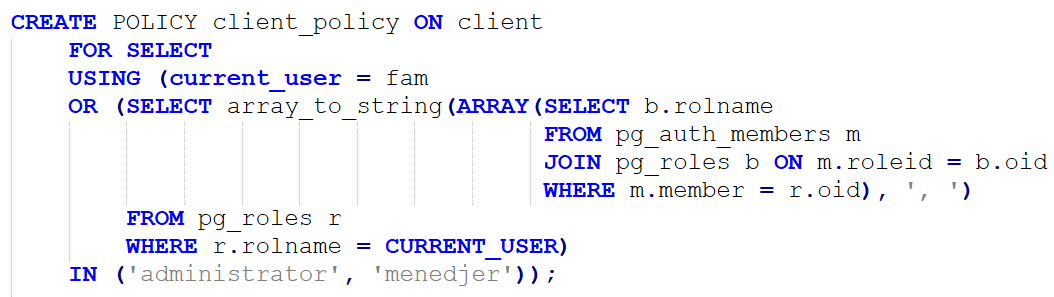 CREATE POLICY client_policy ON client
FOR SELECT
USING (current_user = fam
OR (SELECT array_to_string(ARRAY(SELECT b.rolname
FROM pg_auth_members m
JOIN pg_roles b ON m.roleid = b.oid
WHERE m.member = r.oid), ', ')
FROM pg_roles r
WHERE r.rolname = CURRENT_USER)
IN ('administrator', 'menedjer'));